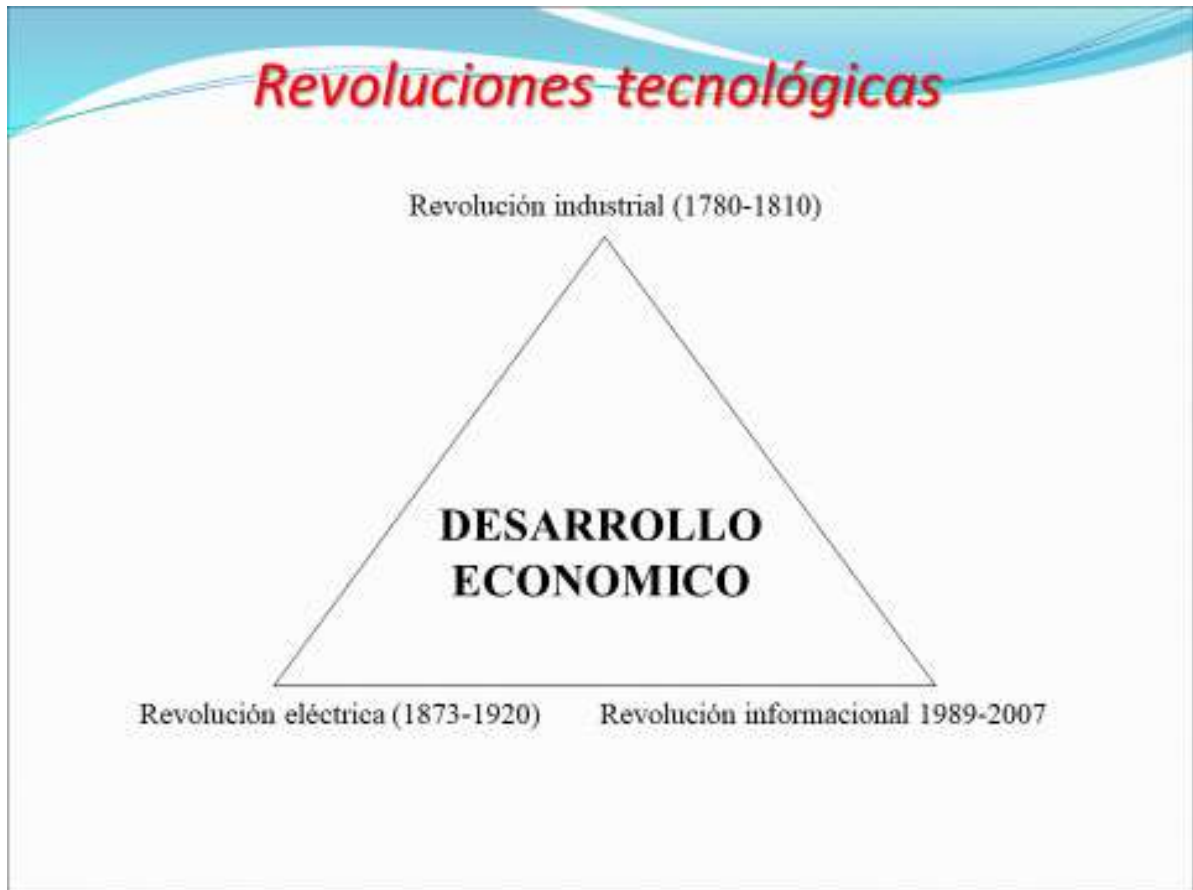 Revoluciones tecnológicas
Revolución industrial (1780-1810)
DESARROLLO
ECONOMICO
Revolución eléctrica (1873-1920)
Revolución informacional 1989-2007